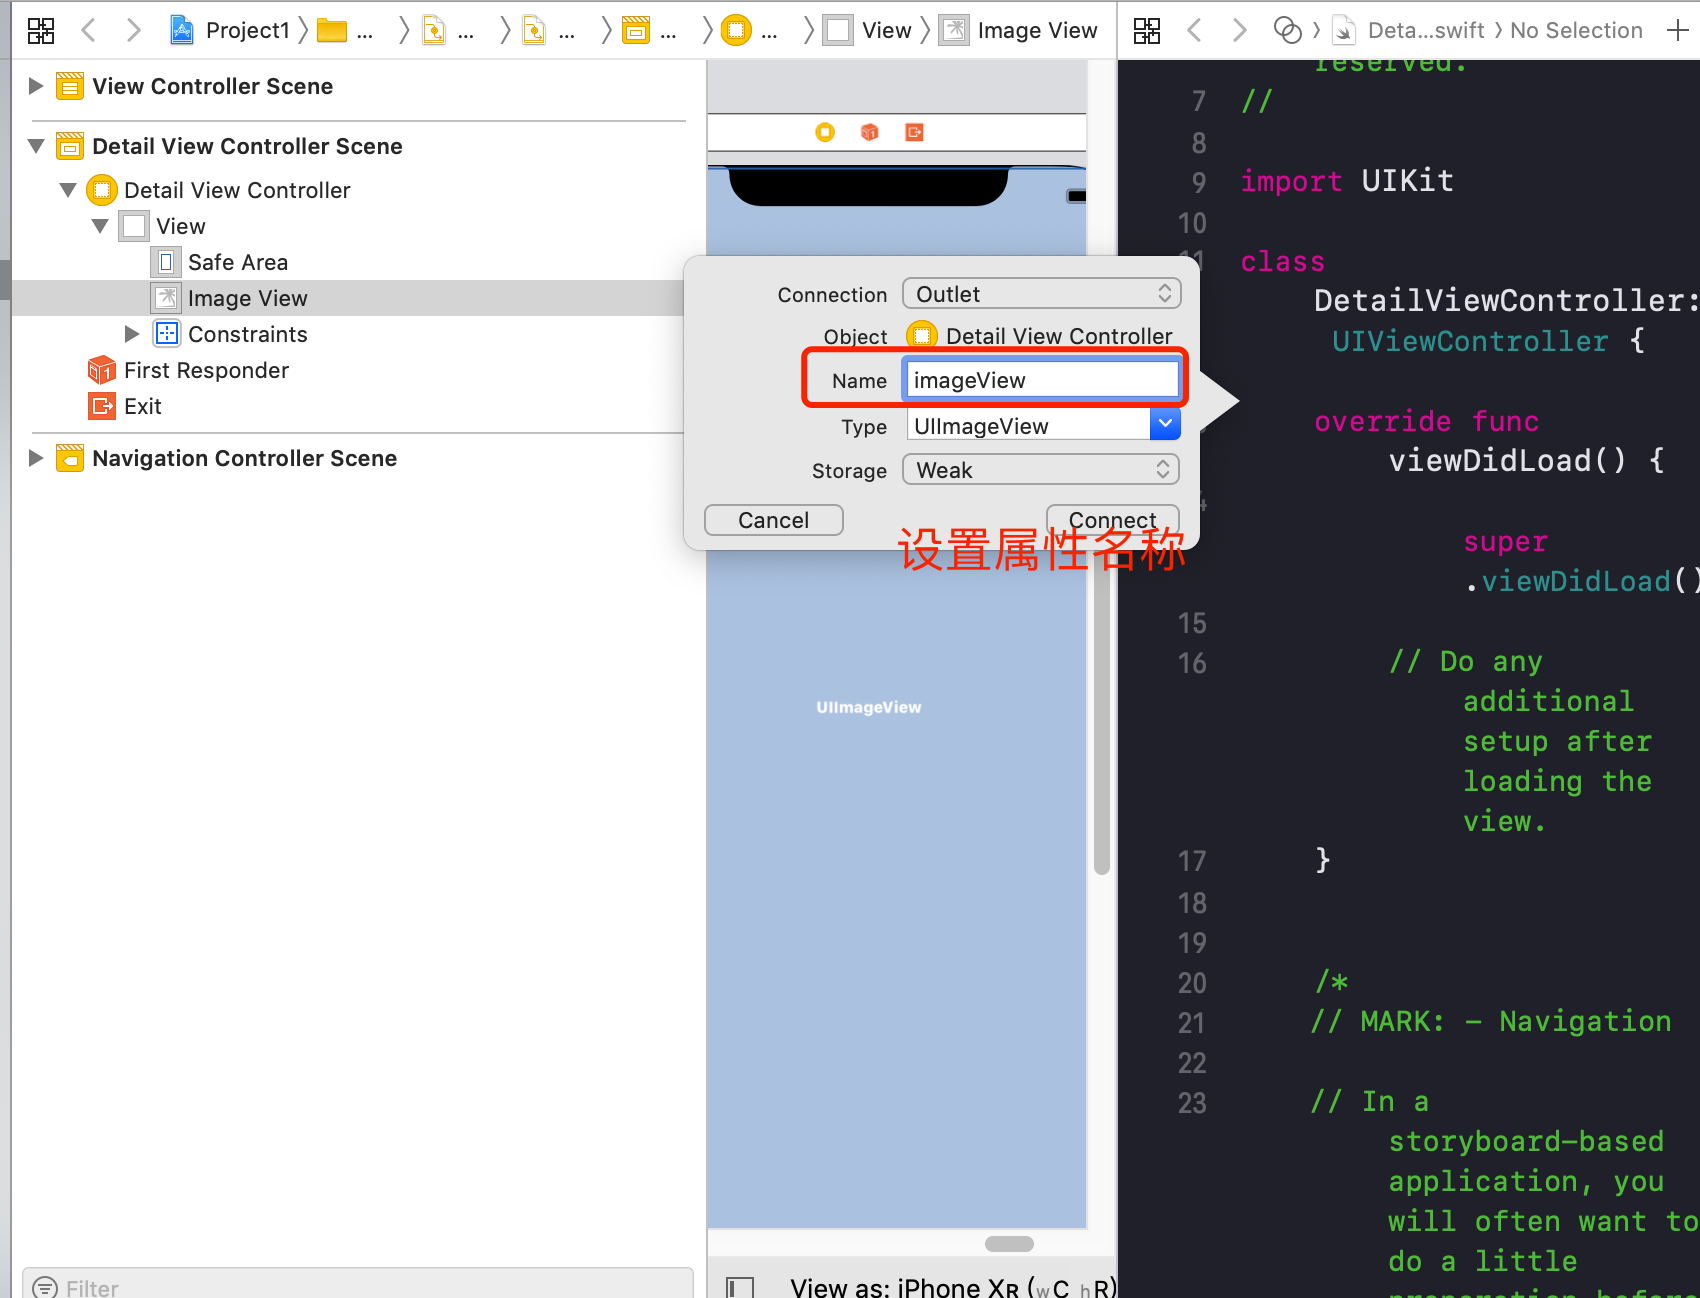 Project1 ... ... ... ... ... View Image View
Deta...swift No Selection
View Controller Scene
Detail View Controller Scene
Detail View Controller
View
Safe Area
Image View
Constraints
First Responder
Exit
Navigation Controller Scene
Filter
Connection Outlet
Object Detail View Controller
Name imageView
Type UIImageView
Storage Weak
Cancel Connect
设置属性名称
UIImageView
View as: iPhone XR (wC hR)
reserved.
7 //
8
9 import UIKit
10
11 class
DetailViewController:
UIViewController {
override func
viewDidLoad() {
super
.viewDidLoad()
15
16 // Do any
additional
setup after
loading the
view.
17 }
18
19
20 /*
21 // MARK: - Navigation
22
23 // In a
storyboard-based
application, you
will often want to
do a little
preparation before